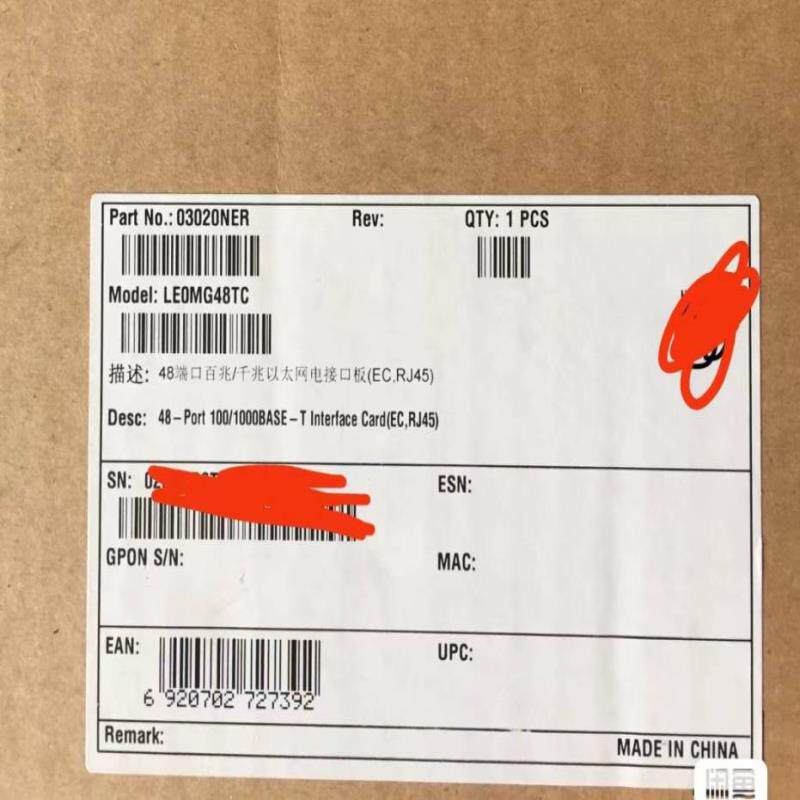 Part No.: 03020NER Rev: QTY: 1 PCS
Model: LE0MG48TC
描述: 48端口百兆/千兆以太网电接口板(EC,RJ45)
Desc: 48-Port 100/1000BASE-T Interface Card(EC,RJ45)
SN: ESN:
GPON S/N: MAC:
EAN: UPC:
6 920702 727392
Remark:
MADE IN CHINA
闲鱼